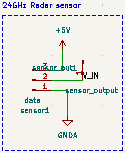 24GHz Radar sensor
+5V
sensor_out1
3
V_IN
2
1
sensor_output
data
sensor1
GNDA